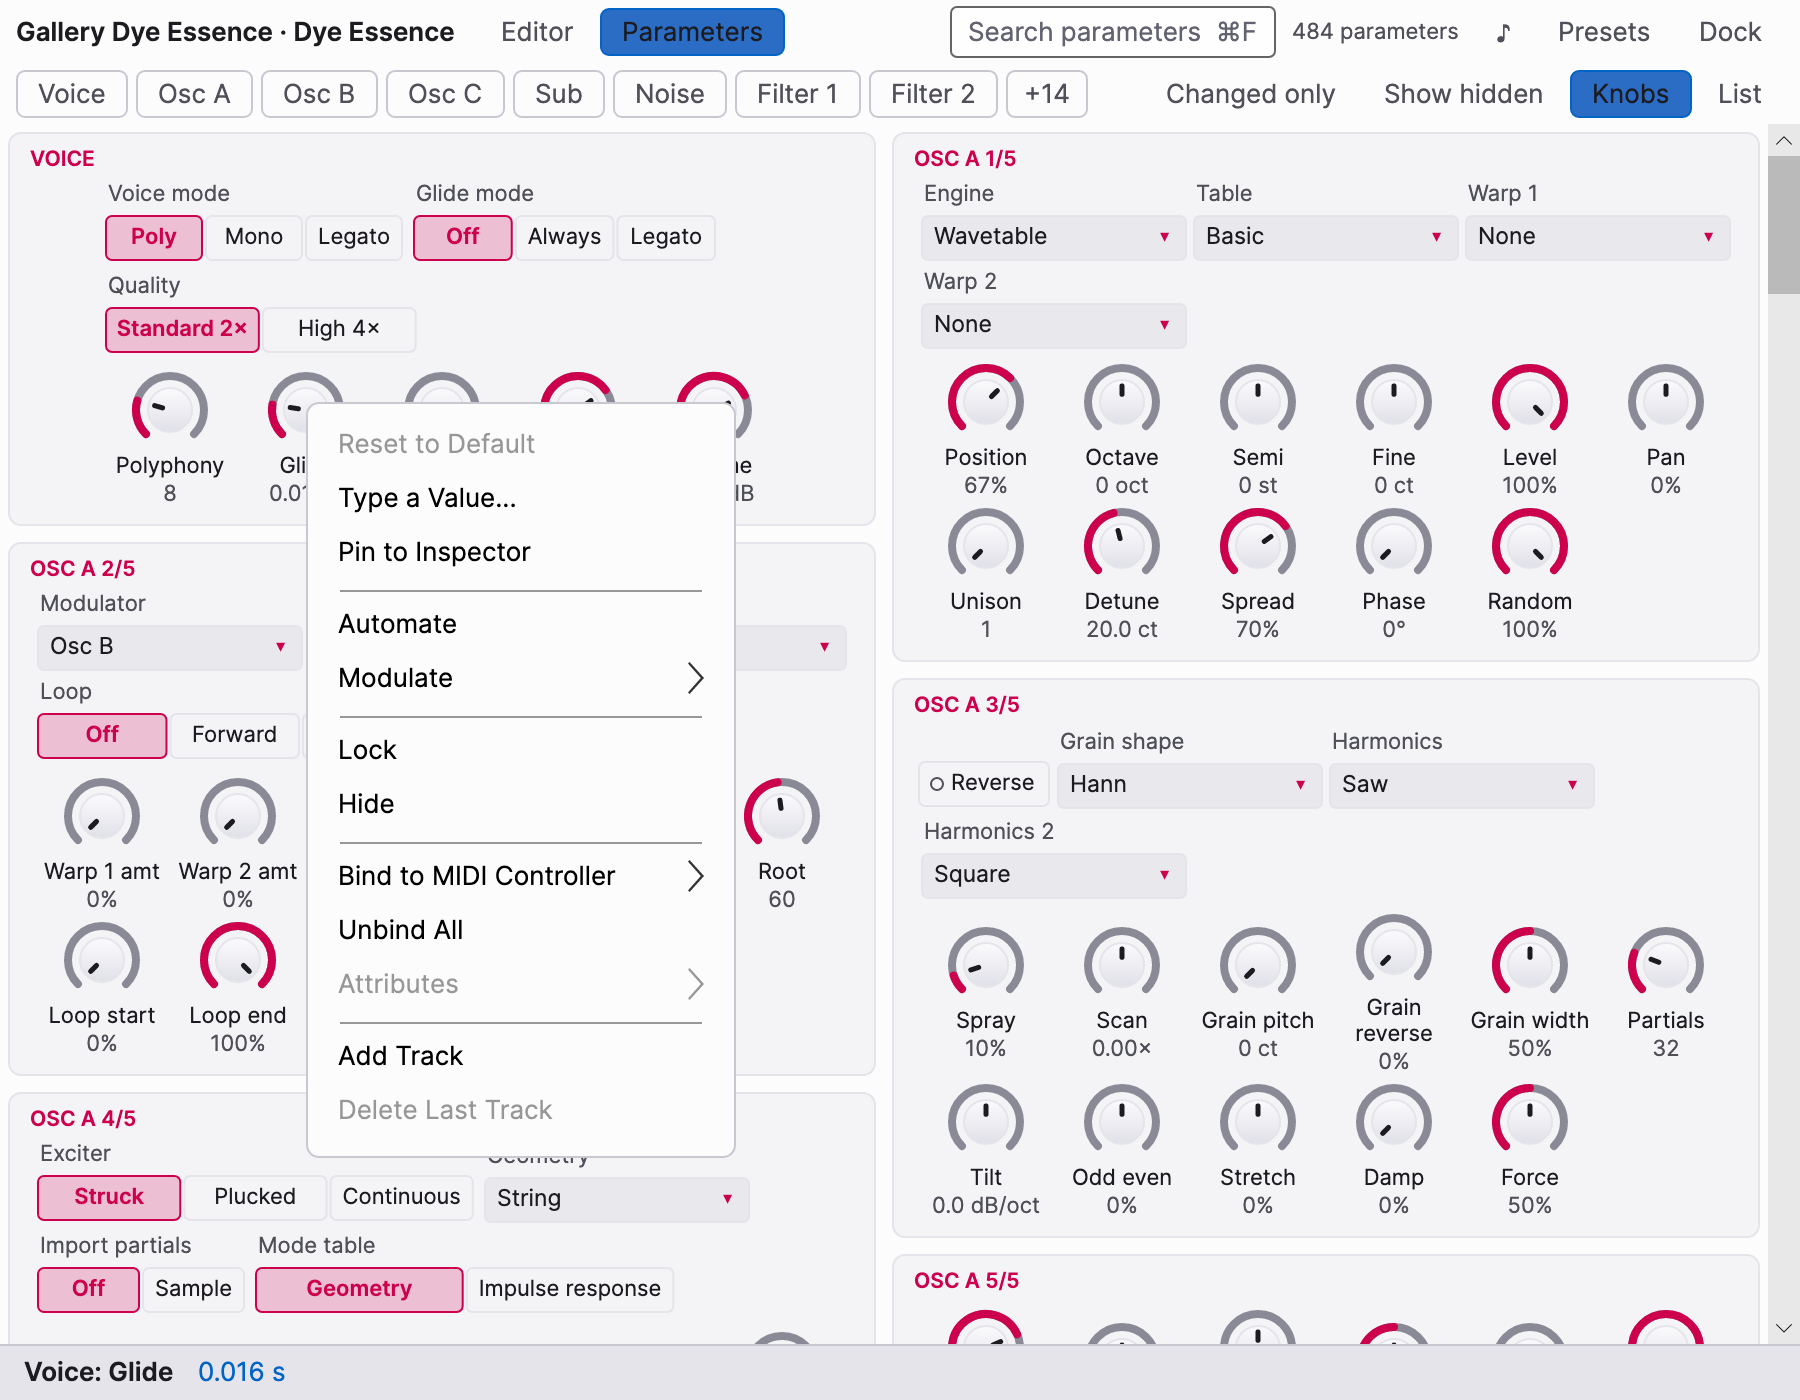 Gallery Dye Essence · Dye Essence Editor Parameters Search parameters ⌘F 484 parameters ♪ Presets Dock
Voice Osc A Osc B Osc C Sub Noise Filter 1 Filter 2 +14 Changed only Show hidden Knobs List
VOICE
Voice mode Glide mode
Poly Mono Legato Off Always Legato
Quality
Standard 2× High 4×
Polyphony
8
OSC A 1/5
Engine Table Warp 1
Wavetable Basic None
Warp 2
None
Position Octave Semi Fine Level Pan
67% 0 oct 0 st 0 ct 100% 0%
Unison Detune Spread Phase Random
1 20.0 ct 70% 0° 100%
Reset to Default
Type a Value...
Pin to Inspector
Automate
Modulate
Lock
Hide
Bind to MIDI Controller
Unbind All
Attributes
Add Track
Delete Last Track
OSC A 2/5
Modulator
Osc B
Loop
Off Forward
Warp 1 amt Warp 2 amt Root
0% 0% 60
Loop start Loop end
0% 100%
OSC A 3/5
Grain shape Harmonics
Reverse Hann Saw
Harmonics 2
Square
Spray Scan Grain pitch Grain reverse Grain width Partials
10% 0.00× 0 ct 0% 50% 32
Tilt Odd even Stretch Damp Force
0.0 dB/oct 0% 0% 0% 50%
OSC A 4/5
Exciter Geometry
Struck Plucked Continuous String
Import partials Mode table
Off Sample Geometry Impulse response
OSC A 5/5
Voice: Glide 0.016 s